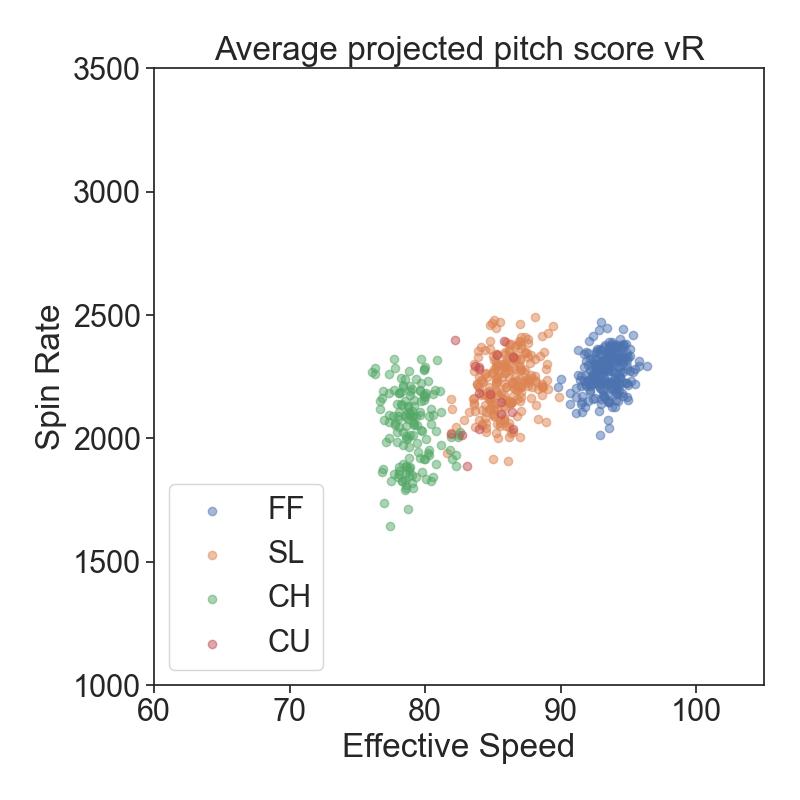 Average projected pitch score vR
3500
3000
2500
2000
1500
1000
Spin Rate
FF
SL
CH
CU
60 70 80 90 100
Effective Speed